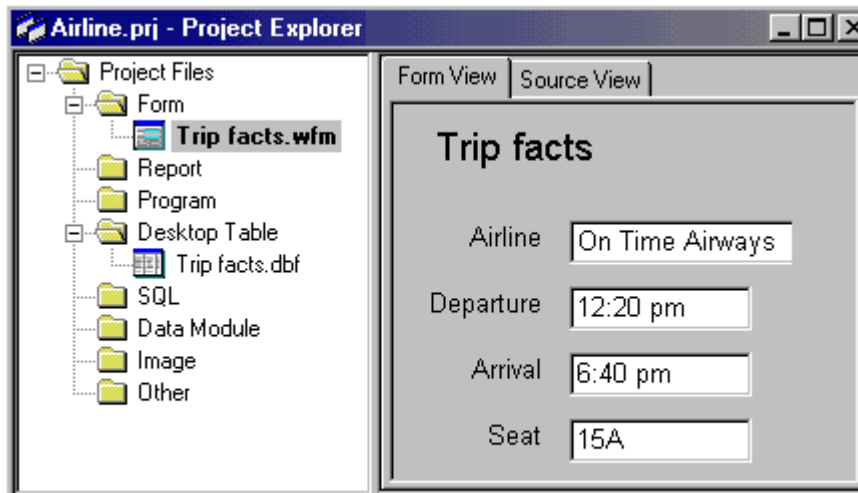 Airline.prj - Project Explorer
Project Files
Form
Trip facts.wfm
Report
Program
Desktop Table
Trip facts.dbf
SQL
Data Module
Image
Other
Form View Source View
Trip facts
Airline On Time Airways
Departure 12:20 pm
Arrival 6:40 pm
Seat 15A